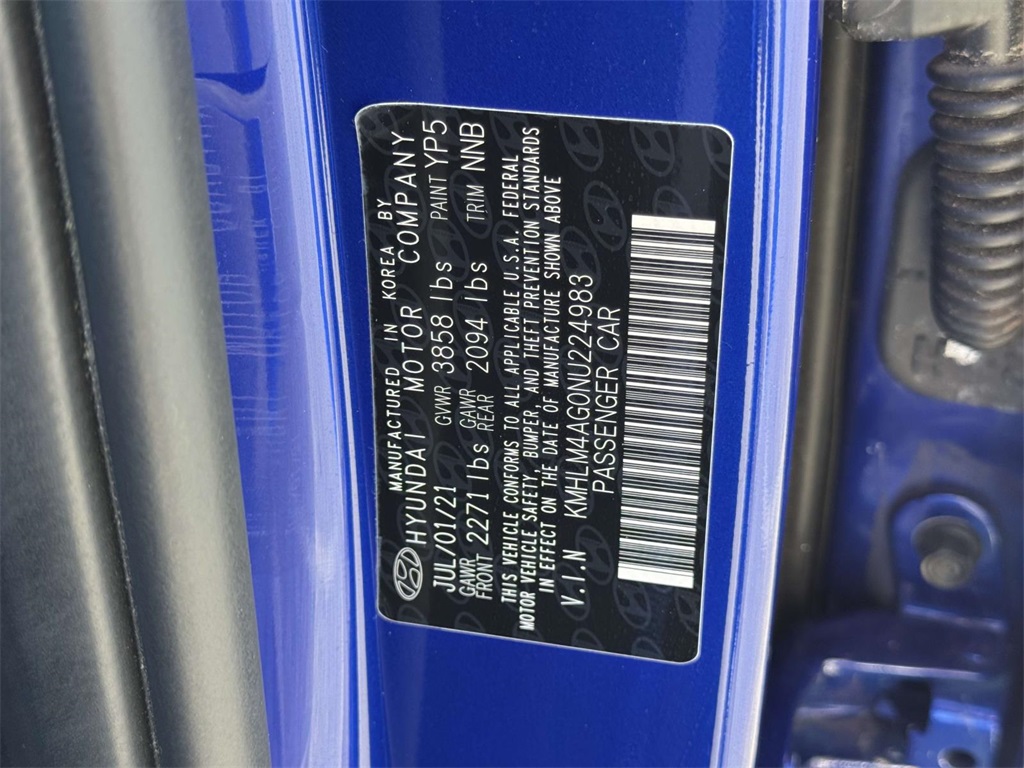 MANUFACTURED IN KOREA BY
HYUNDAI MOTOR COMPANY
JUL/01/21 GVWR 3858 lbs PAINT YP5
GAWR FRONT 2271 lbs GAWR REAR 2094 lbs TRIM NNB
THIS VEHICLE CONFORMS TO ALL APPLICABLE U.S.A. FEDERAL
MOTOR VEHICLE SAFETY, BUMPER, AND THEFT PREVENTION STANDARDS
IN EFFECT ON THE DATE OF MANUFACTURE SHOWN ABOVE
V.I.N KMHLM4AG0NU224983
PASSENGER CAR